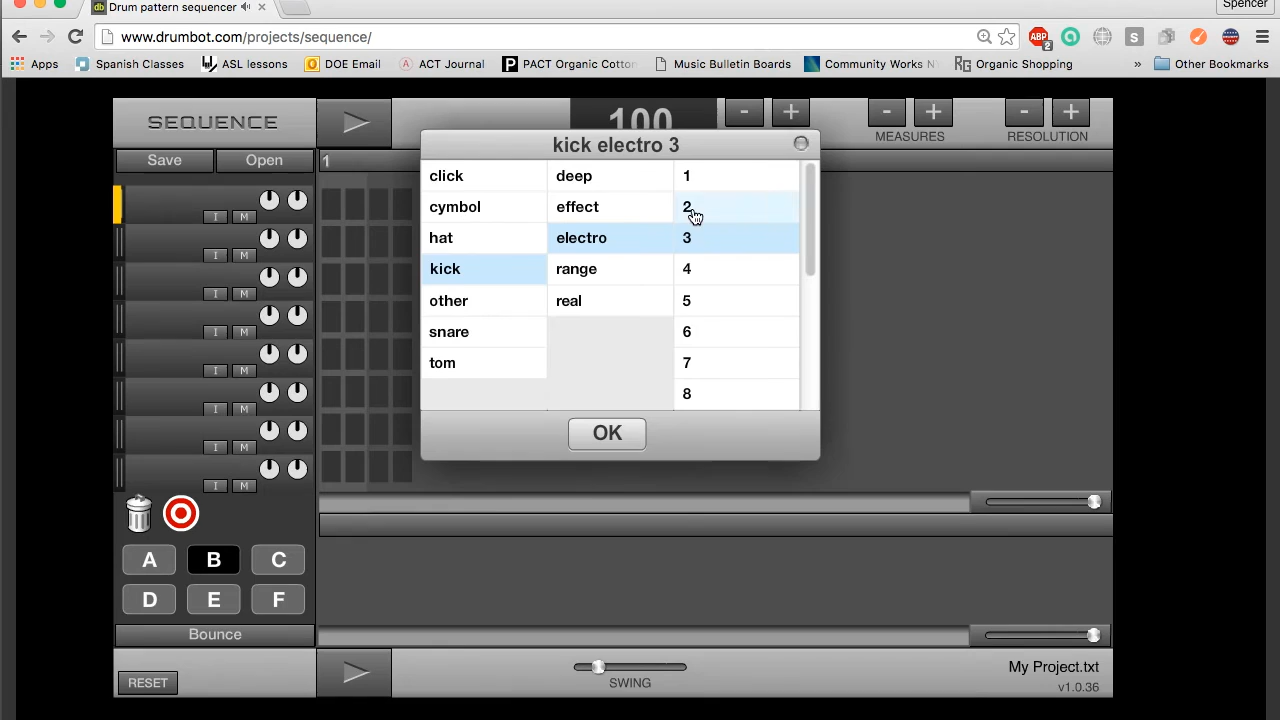 Drum pattern sequencer
Spencer
www.drumbot.com/projects/sequence/
ABP
2
S
Apps
Spanish Classes
ASL lessons
DOE Email
ACT Journal
PACT Organic Cotton
Music Bulletin Boards
Community Works NY
Organic Shopping
»
Other Bookmarks
SEQUENCE
100
- +
- +
MEASURES
- +
RESOLUTION
Save
Open
1
kick electro 3
click
deep
1
cymbol
effect
2
hat
electro
3
kick
range
4
other
real
5
snare
6
tom
7
8
OK
I M
I M
I M
I M
I M
I M
I M
I M
A B C
D E F
Bounce
RESET
SWING
My Project.txt
v1.0.36